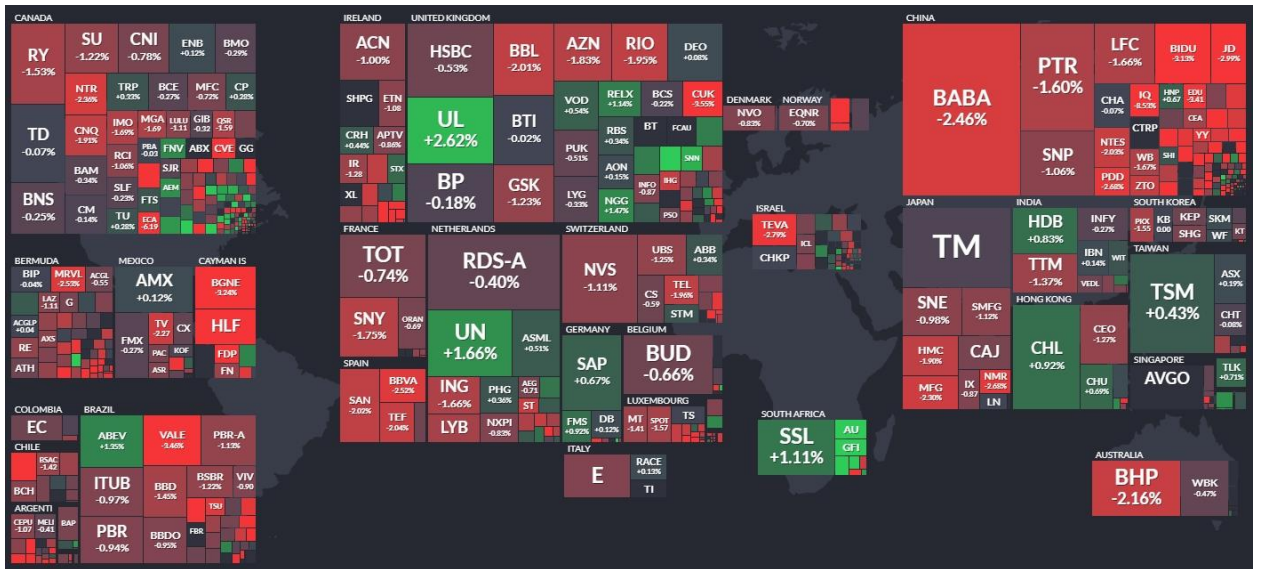 CANADA
RY
-1.53%
SU
-1.22%
CNI
-0.78%
ENB
+0.12%
BMO
-0.29%
NTR
-2.36%
TRP
+0.23%
BCE
-0.27%
MFC
-0.72%
CP
+0.28%
TD
-0.07%
CNQ
-1.91%
IMO
-1.69%
MGA
-1.69
LULU
-1.11
GIB
-0.32
QSR
-1.59
BAM
-0.34%
RCI
-1.06%
PBA
-0.03
FNV
ABX
CVE
GG
SJR
BNS
-0.25%
SLF
-0.23%
AEM
FTS
CM
-0.14%
TU
+0.28%
ECA
-6.19
IRELAND
ACN
-1.00%
SHPG
ETN
-1.08
CRH
+0.44%
APTV
-0.86%
IR
-1.28
STX
XL
UNITED KINGDOM
HSBC
-0.53%
BBL
-2.01%
AZN
-1.83%
RIO
-1.95%
DEO
+0.08%
UL
+2.62%
BTI
-0.02%
VOD
+0.54%
RELX
+1.14%
BCS
-0.22%
CUK
-3.55%
RBS
+0.34%
BT
FCAU
PUK
-0.51%
AON
+0.15%
SNN
BP
-0.18%
GSK
-1.23%
LYG
-0.33%
INFO
-0.87
IHG
NGG
+1.47%
PSO
DENMARK
NVO
-0.83%
NORWAY
EQNR
-0.70%
CHINA
BABA
-2.46%
PTR
-1.60%
LFC
-1.66%
BIDU
-3.13%
JD
-2.99%
CHA
-0.07%
IQ
-8.53%
HNP
+0.67
EDU
-3.41
CEA
CTRP
SNP
-1.06%
NTES
-2.03%
YY
WB
-1.67%
SHI
PDD
-2.68%
ZTO
BERMUDA
BIP
-0.04%
MRVL
-2.53%
ACGL
-0.55
LAZ
-1.11
G
ACGLP
+0.04
RE
AXS
ATH
MEXICO
AMX
+0.12%
FMX
-0.27%
TV
-2.27
CX
PAC
KOF
ASR
CAYMAN IS
BGNE
-3.24%
HLF
FDP
FN
FRANCE
TOT
-0.74%
SNY
-1.75%
ORAN
-0.69
NETHERLANDS
RDS-A
-0.40%
UN
+1.66%
ASML
+0.51%
ING
-1.66%
PHG
+0.36%
AEG
-0.71
ST
LYB
NXPI
-0.83%
SWITZERLAND
NVS
-1.11%
UBS
-1.25%
ABB
+0.34%
CS
-0.59
TEL
-1.96%
STM
GERMANY
SAP
+0.67%
FMS
+0.92%
DB
+0.12%
BELGIUM
BUD
-0.66%
LUXEMBOURG
MT
-1.41
SPOT
-1.57
TS
SPAIN
SAN
-2.02%
BBVA
-2.52%
TEF
-2.04%
ITALY
E
RACE
+0.13%
TI
ISRAEL
TEVA
-2.79%
ICL
CHKP
SOUTH AFRICA
SSL
+1.11%
AU
GFI
JAPAN
TM
SNE
-0.98%
SMFG
-1.12%
HMC
-1.90%
CAJ
MFG
-2.30%
IX
-0.87
NMR
-2.68%
LN
INDIA
HDB
+0.83%
INFY
-0.27%
TTM
-1.37%
IBN
+0.14%
WIT
VEDL
HONG KONG
CHL
+0.92%
CEO
-1.27%
CHU
+0.69%
SOUTH KOREA
PKX
-1.55
KB
0.00
KEP
SKM
SHG
WF
KT
TAIWAN
TSM
+0.43%
ASX
+0.19%
CHT
-0.08%
SINGAPORE
AVGO
TLK
+0.71%
COLOMBIA
EC
CHILE
RSAC
-1.42
BCH
ARGENTI
CEPU
-1.07
MELI
-0.41
BAP
BRAZIL
ABEV
+1.35%
VALE
-3.46%
PBR-A
-1.13%
ITUB
-0.97%
BBD
-1.45%
BSBR
-1.22%
VIV
-0.90
TSU
PBR
-0.94%
BBDO
-0.95%
FBR
AUSTRALIA
BHP
-2.16%
WBK
-0.47%